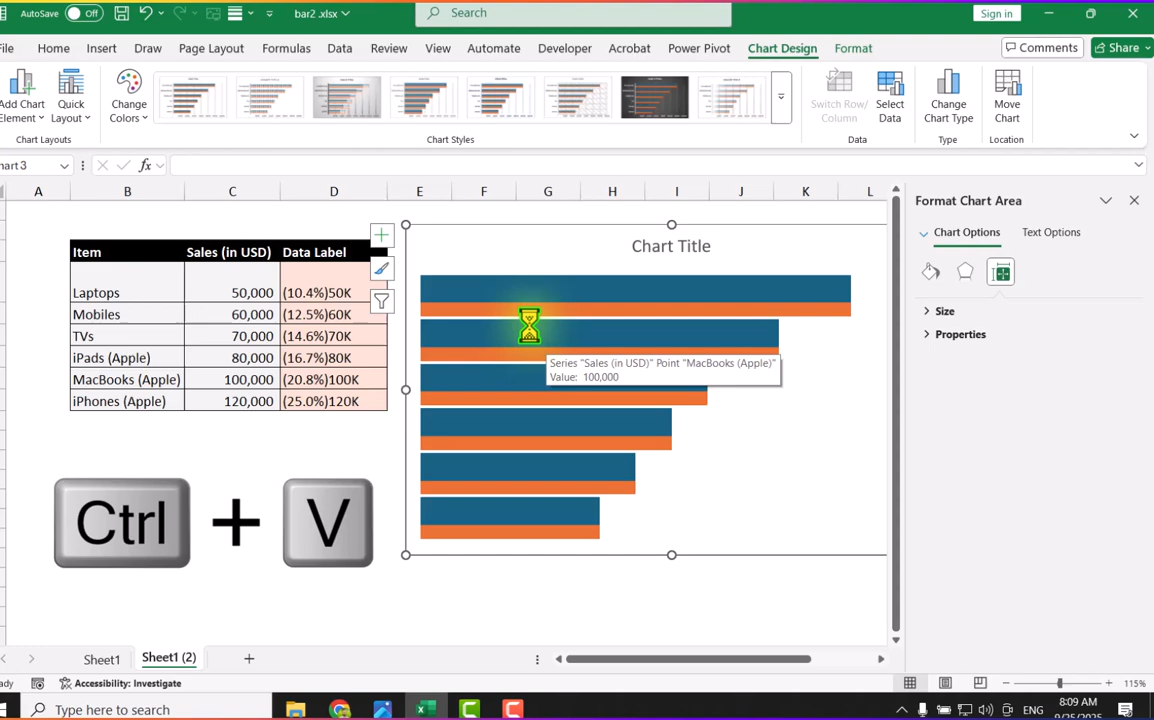 AutoSave Off bar2 .xlsx Search Sign in
File Home Insert Draw Page Layout Formulas Data Review View Automate Developer Acrobat Power Pivot Chart Design Format Comments Share
Add Chart Element Quick Layout Change Colors Switch Row/ Column Select Data Change Chart Type Move Chart
Chart Layouts Chart Styles Data Type Location
hart 3 fx
A B C D E F G H I J K L
Item Sales (in USD) Data Label
Laptops 50,000 (10.4%)50K
Mobiles 60,000 (12.5%)60K
TVs 70,000 (14.6%)70K
iPads (Apple) 80,000 (16.7%)80K
MacBooks (Apple) 100,000 (20.8%)100K
iPhones (Apple) 120,000 (25.0%)120K
Chart Title
Series "Sales (in USD)" Point "MacBooks (Apple)"
Value: 100,000
Ctrl + V
Format Chart Area
Chart Options Text Options
Size
Properties
Sheet1 Sheet1 (2)
ady Accessibility: Investigate 115%
Type here to search ENG 8:09 AM
9/25/2025